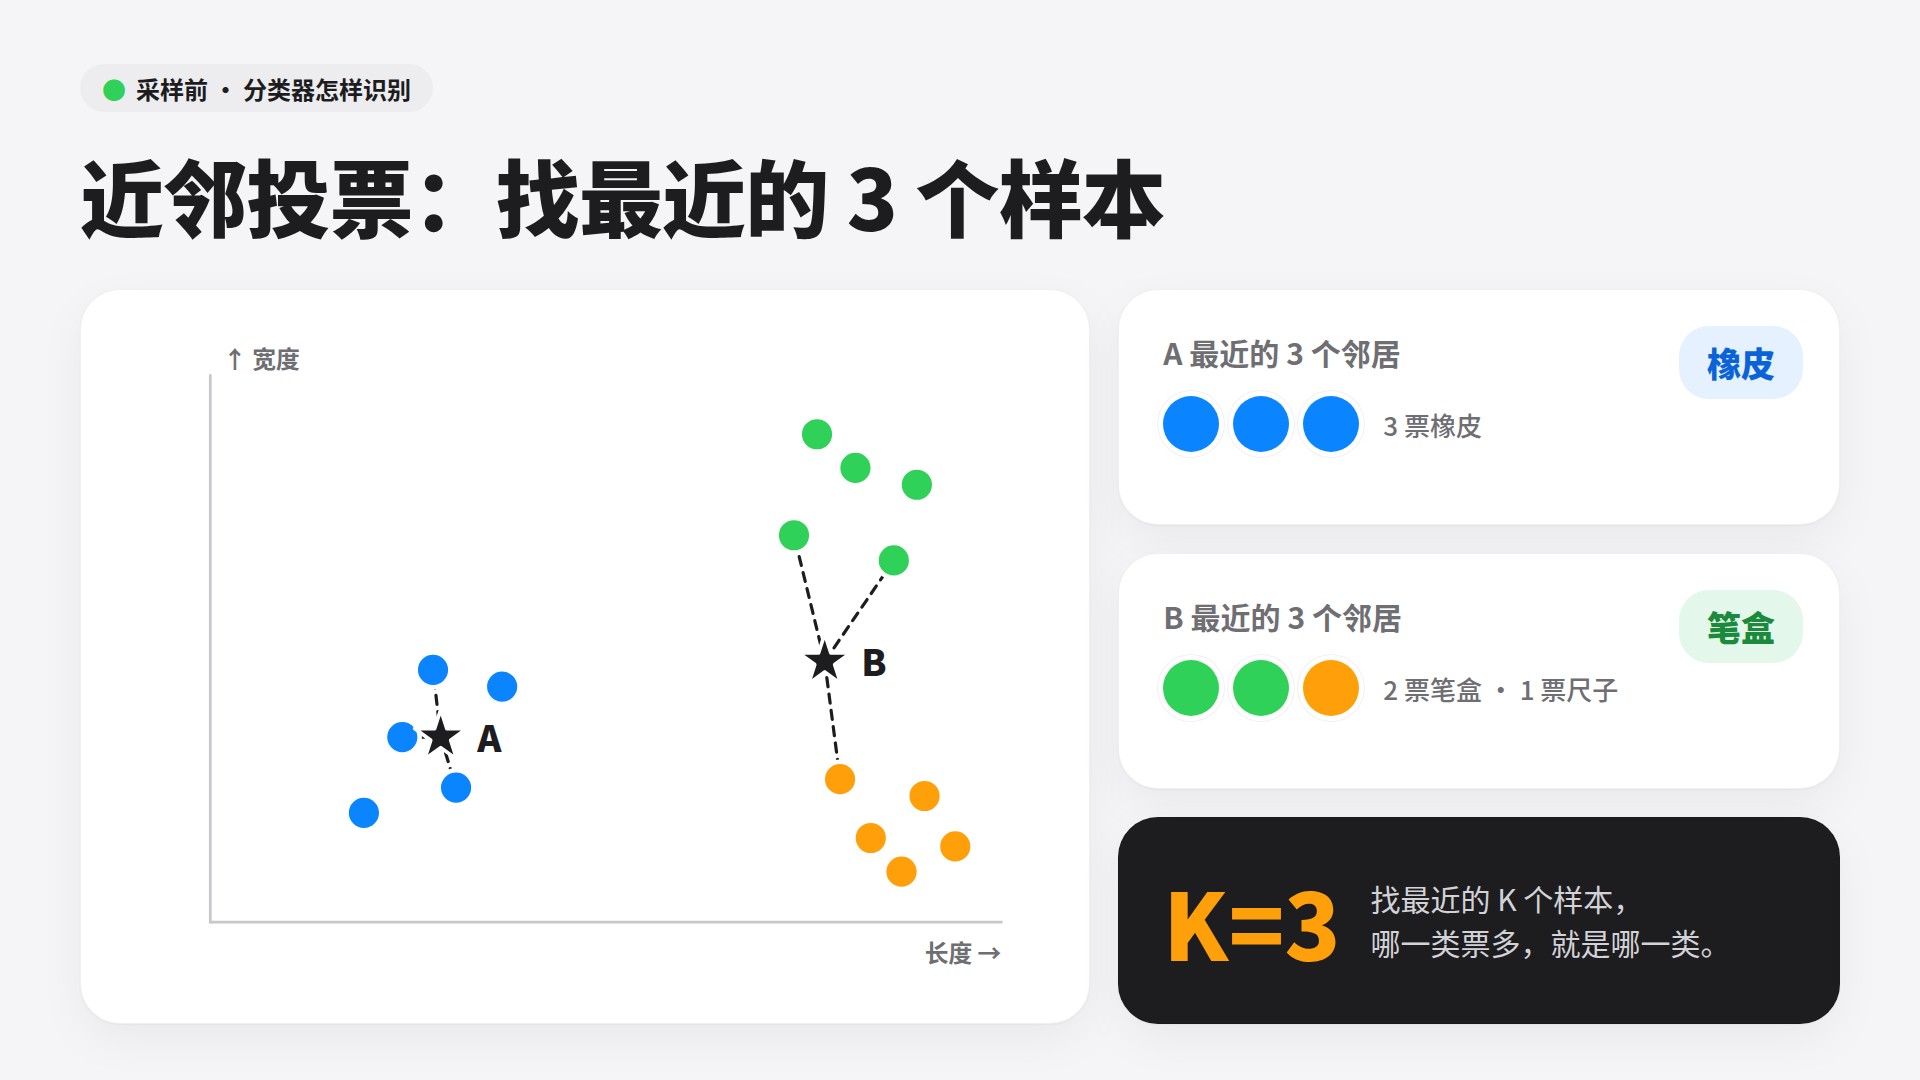 采样前 · 分类器怎样识别
近邻投票：找最近的 3 个样本
↑ 宽度
A
B
长度 →
A 最近的 3 个邻居
橡皮
3 票橡皮
B 最近的 3 个邻居
笔盒
2 票笔盒 · 1 票尺子
K=3
找最近的 K 个样本，
哪一类票多，就是哪一类。